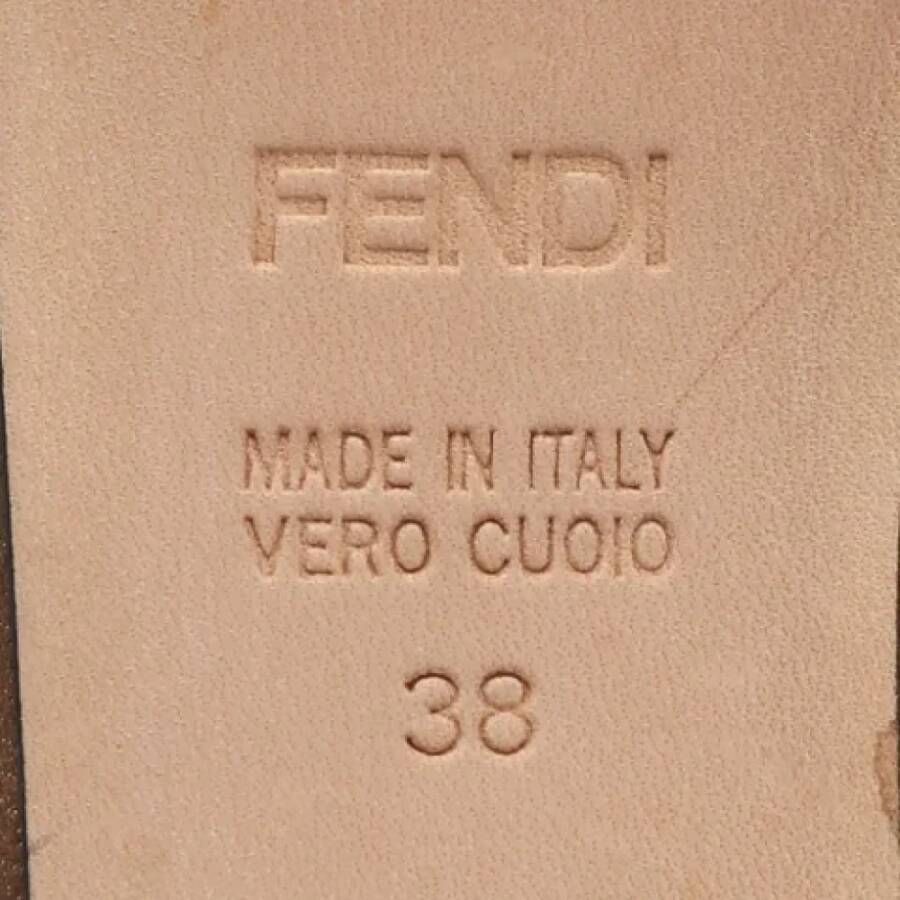 FENDI
MADE IN ITALY
VERO CUOIO
38